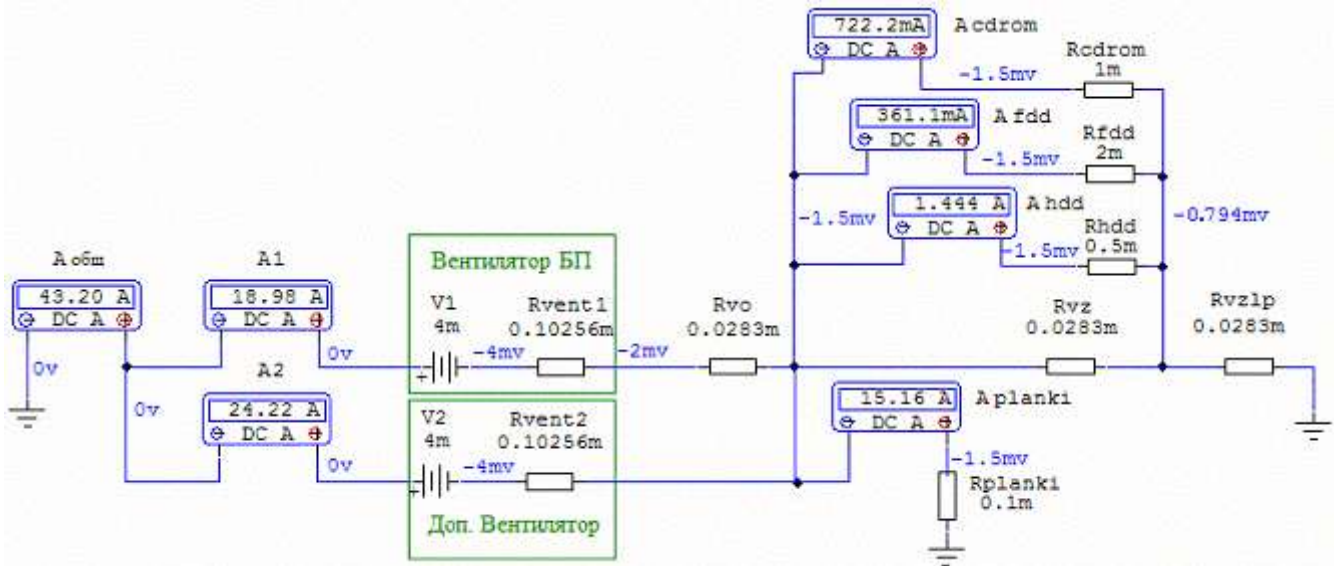 722.2mA
DC A
Acdrom
-1.5mv
Rcdrom
1m
361.1mA
DC A
A fdd
-1.5mv
Rfdd
2m
1.444 A
DC A
A hdd
-1.5mv
-1.5mv
Rhdd
0.5m
-0.794mv
A общ
43.20 A
DC A
0v
A1
18.98 A
DC A
0v
Вентилятор БП
V1
4m
+
-4mv
Rvent1
0.10256m
-2mv
Rvo
0.0283m
Rvz
0.0283m
Rvzlp
0.0283m
0v
A2
24.22 A
DC A
0v
V2
4m
+
-4mv
Rvent2
0.10256m
Доп. Вентилятор
15.16 A
DC A
Aplanki
-1.5mv
Rplanki
0.1m